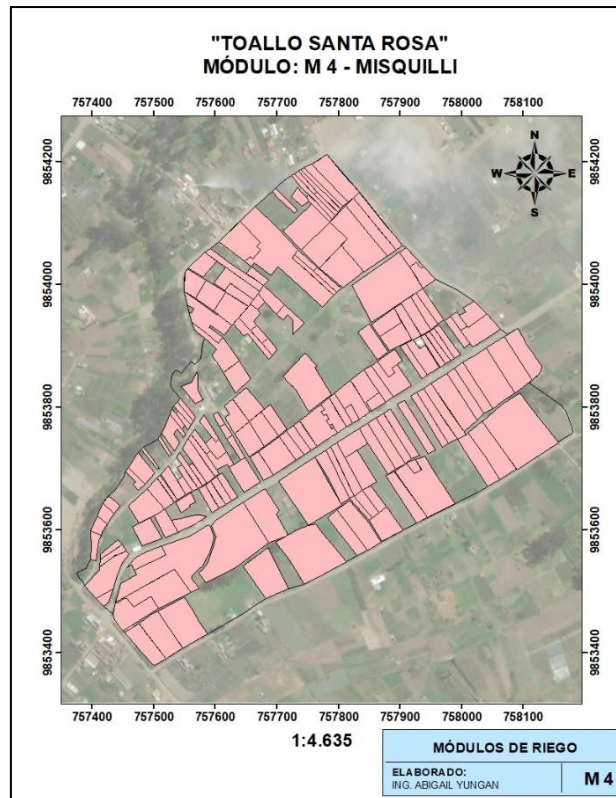 "TOALLO SANTA ROSA"
MÓDULO: M 4 - MISQUILLI
757400 757500 757600 757700 757800 757900 758000 758100
9854200 9854200
N
W E
S
9854000 9854000
9853800 9853800
9853600 9853600
9853400 9853400
757400 757500 757600 757700 757800 757900 758000 758100
1:4.635
MÓDULOS DE RIEGO
ELABORADO:
ING. ABIGAIL YUNGAN
M 4